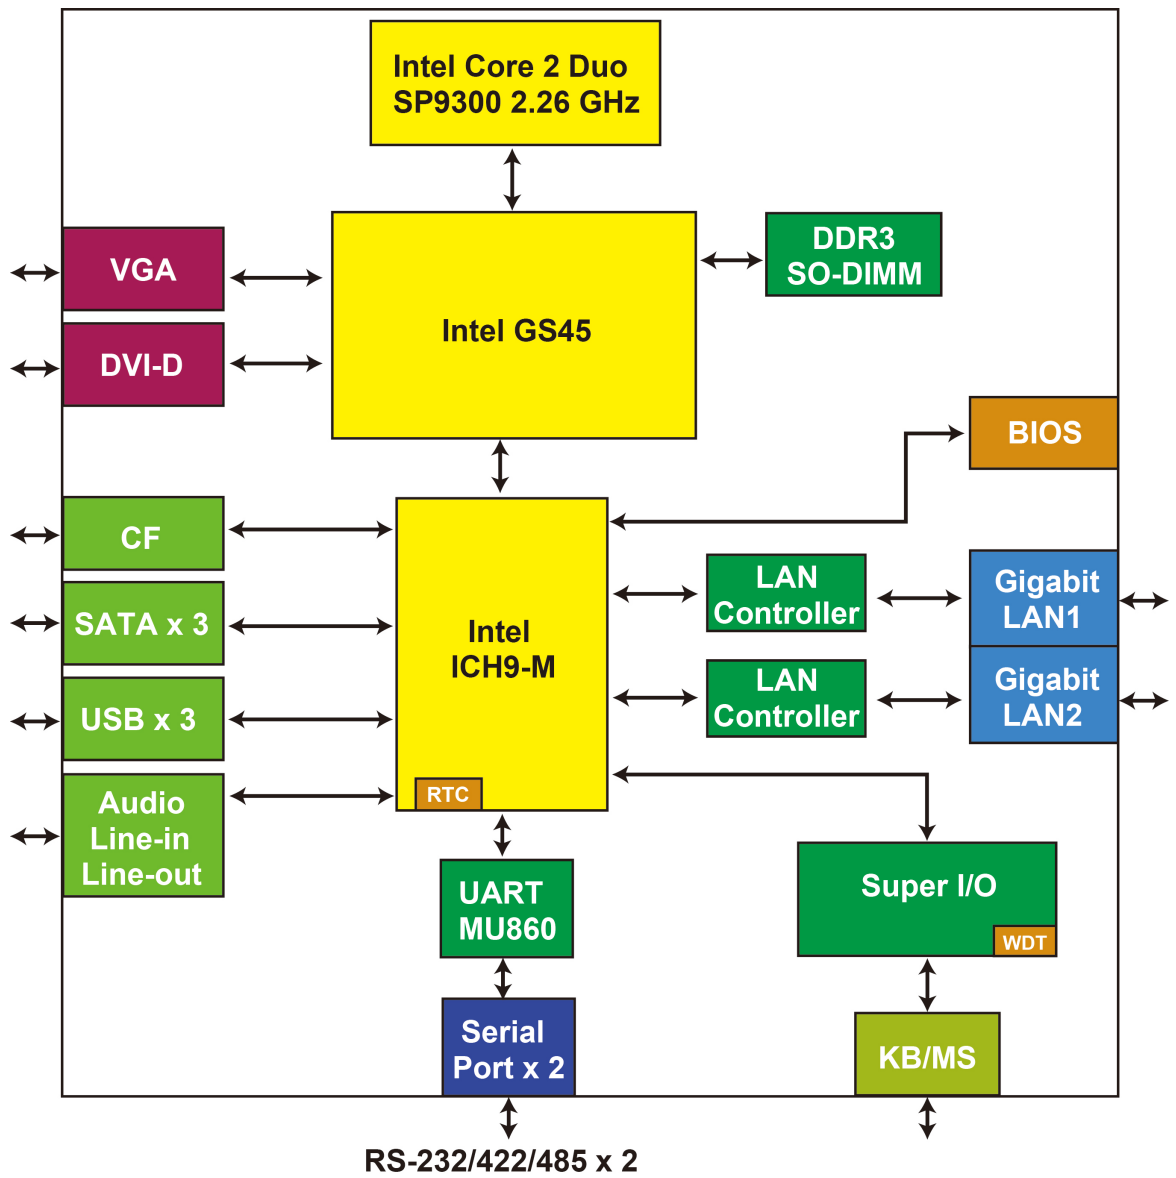 Intel Core 2 Duo
SP9300 2.26 GHz
VGA
DVI-D
Intel GS45
DDR3
SO-DIMM
BIOS
CF
SATA x 3
USB x 3
Audio
Line-in
Line-out
Intel
ICH9-M
RTC
LAN
Controller
Gigabit
LAN1
LAN
Controller
Gigabit
LAN2
UART
MU860
Super I/O
WDT
Serial
Port x 2
KB/MS
RS-232/422/485 x 2